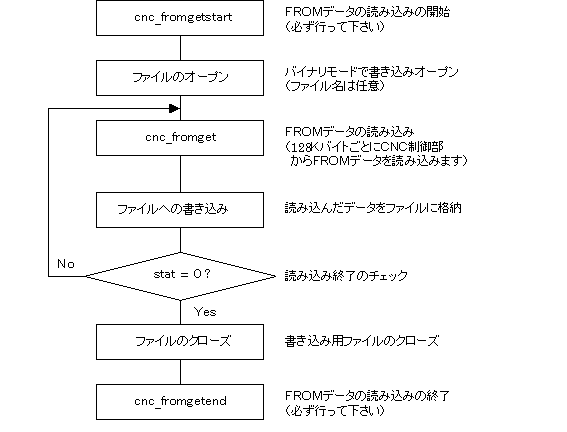 cnc_fromgetstart
FROMデータの読み込みの開始
(必ず行って下さい)
ファイルのオープン
バイナリモードで書き込みオープン
(ファイル名は任意)
cnc_fromget
FROMデータの読み込み
(128KバイトごとにCNC制御部
からFROMデータを読み込みます)
ファイルへの書き込み
読み込んだデータをファイルに格納
No
stat = 0?
読み込み終了のチェック
Yes
ファイルのクローズ
書き込み用ファイルのクローズ
cnc_fromgetend
FROMデータの読み込みの終了
(必ず行って下さい)